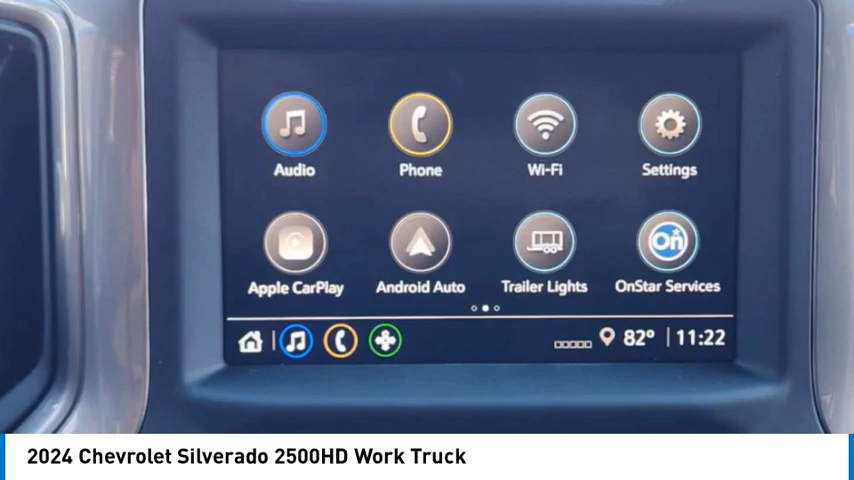 Audio Phone Wi-Fi Settings
On
Apple CarPlay Android Auto Trailer Lights OnStar Services
82° 11:22
2024 Chevrolet Silverado 2500HD Work Truck